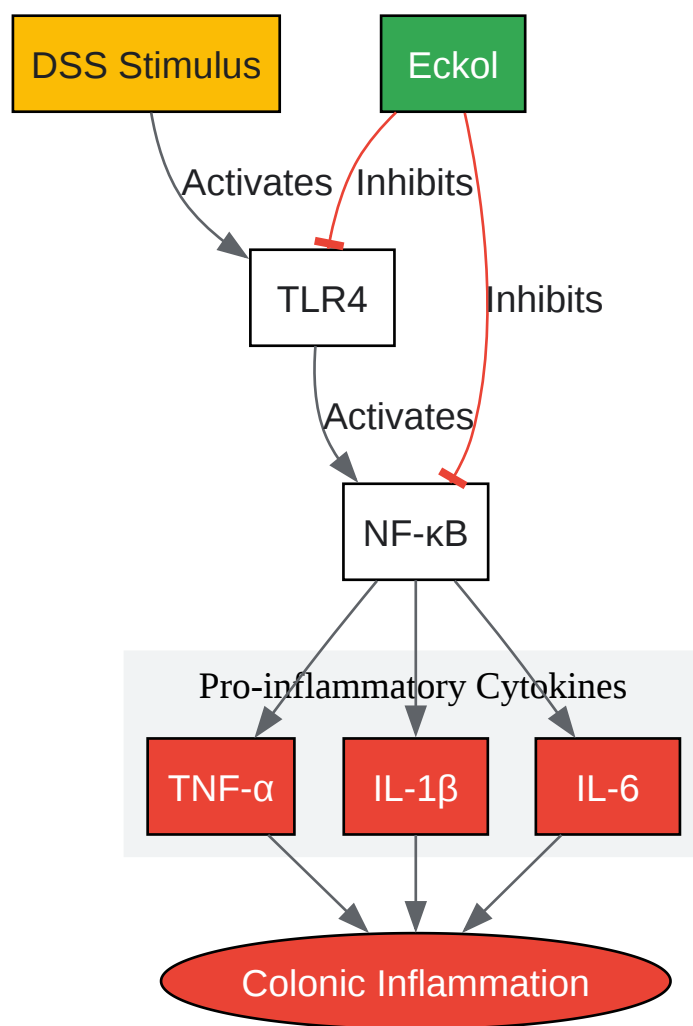 DSS Stimulus
Eckol
Activates
Inhibits
TLR4
Inhibits
Activates
NF-κB
Pro-inflammatory Cytokines
TNF-α
IL-1β
IL-6
Colonic Inflammation